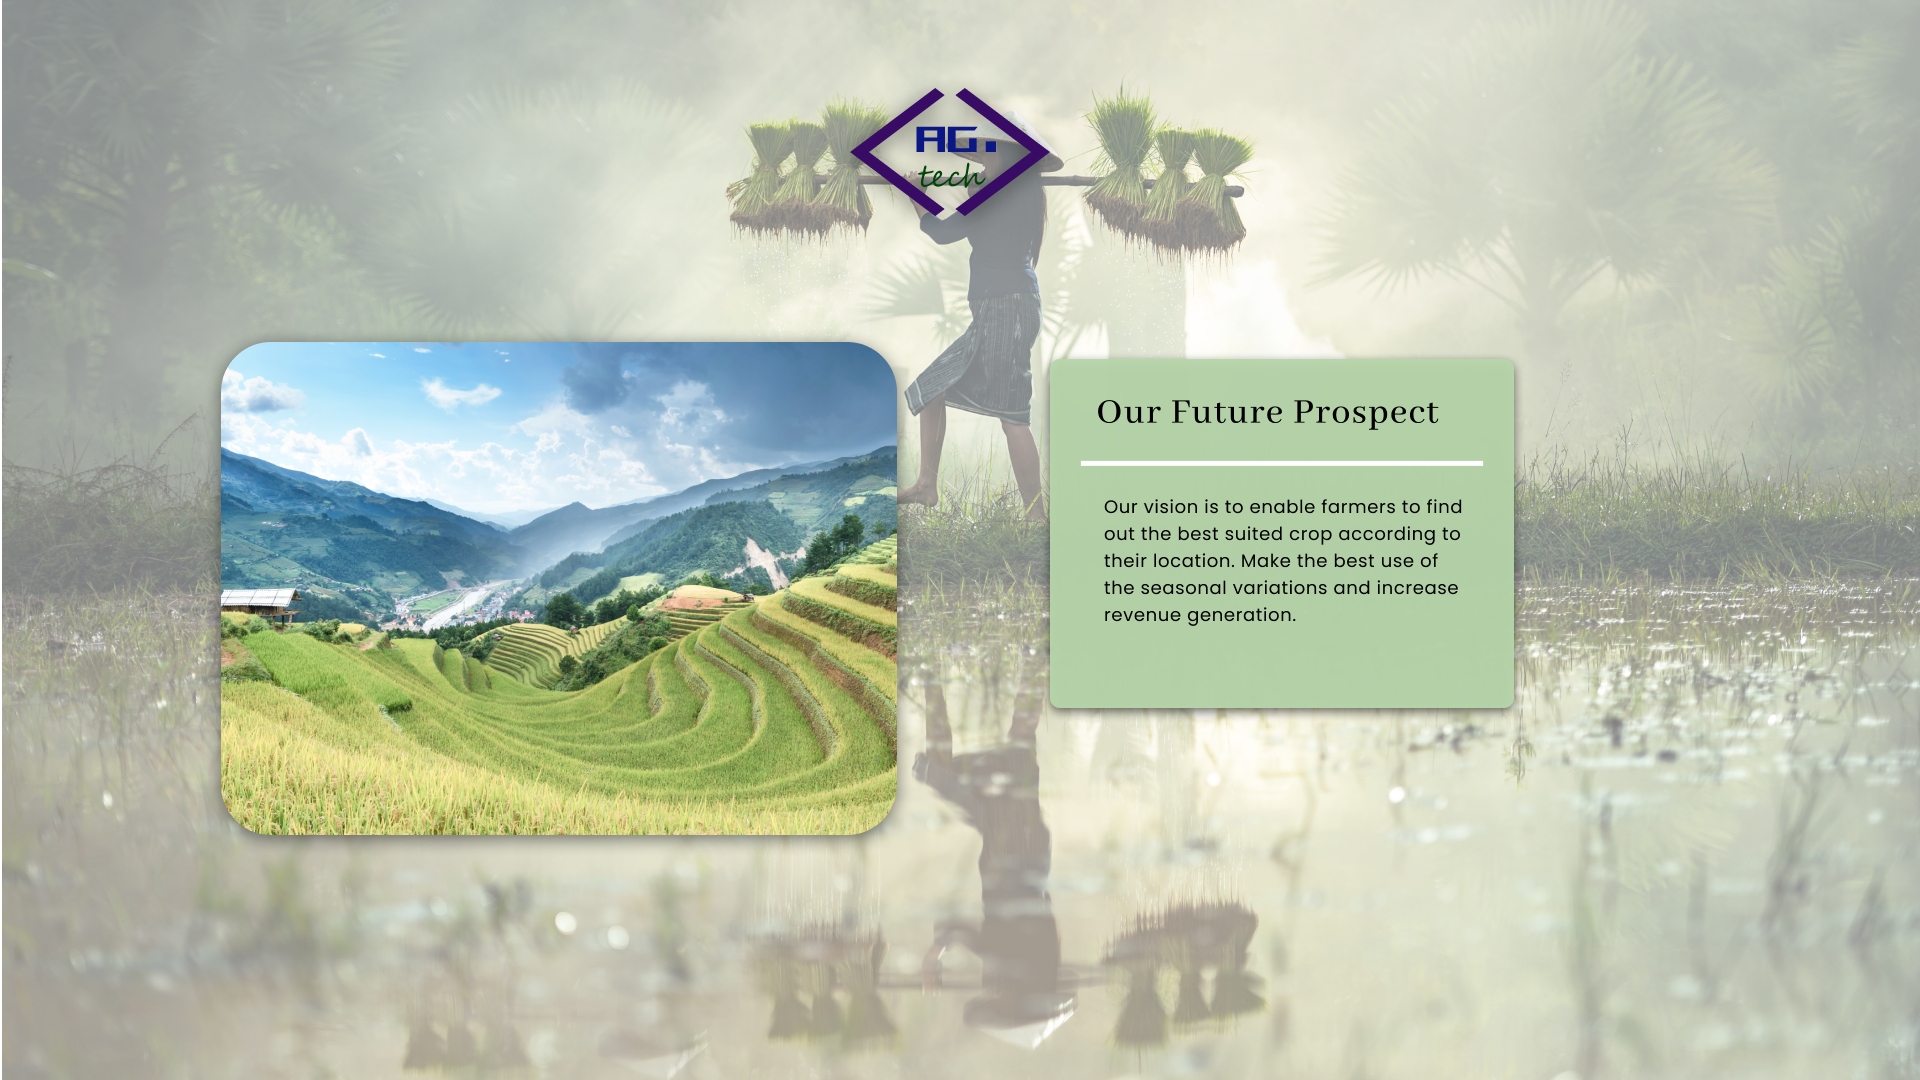 AG.
tech
Our Future Prospect
Our vision is to enable farmers to find
out the best suited crop according to
their location. Make the best use of
the seasonal variations and increase
revenue generation.